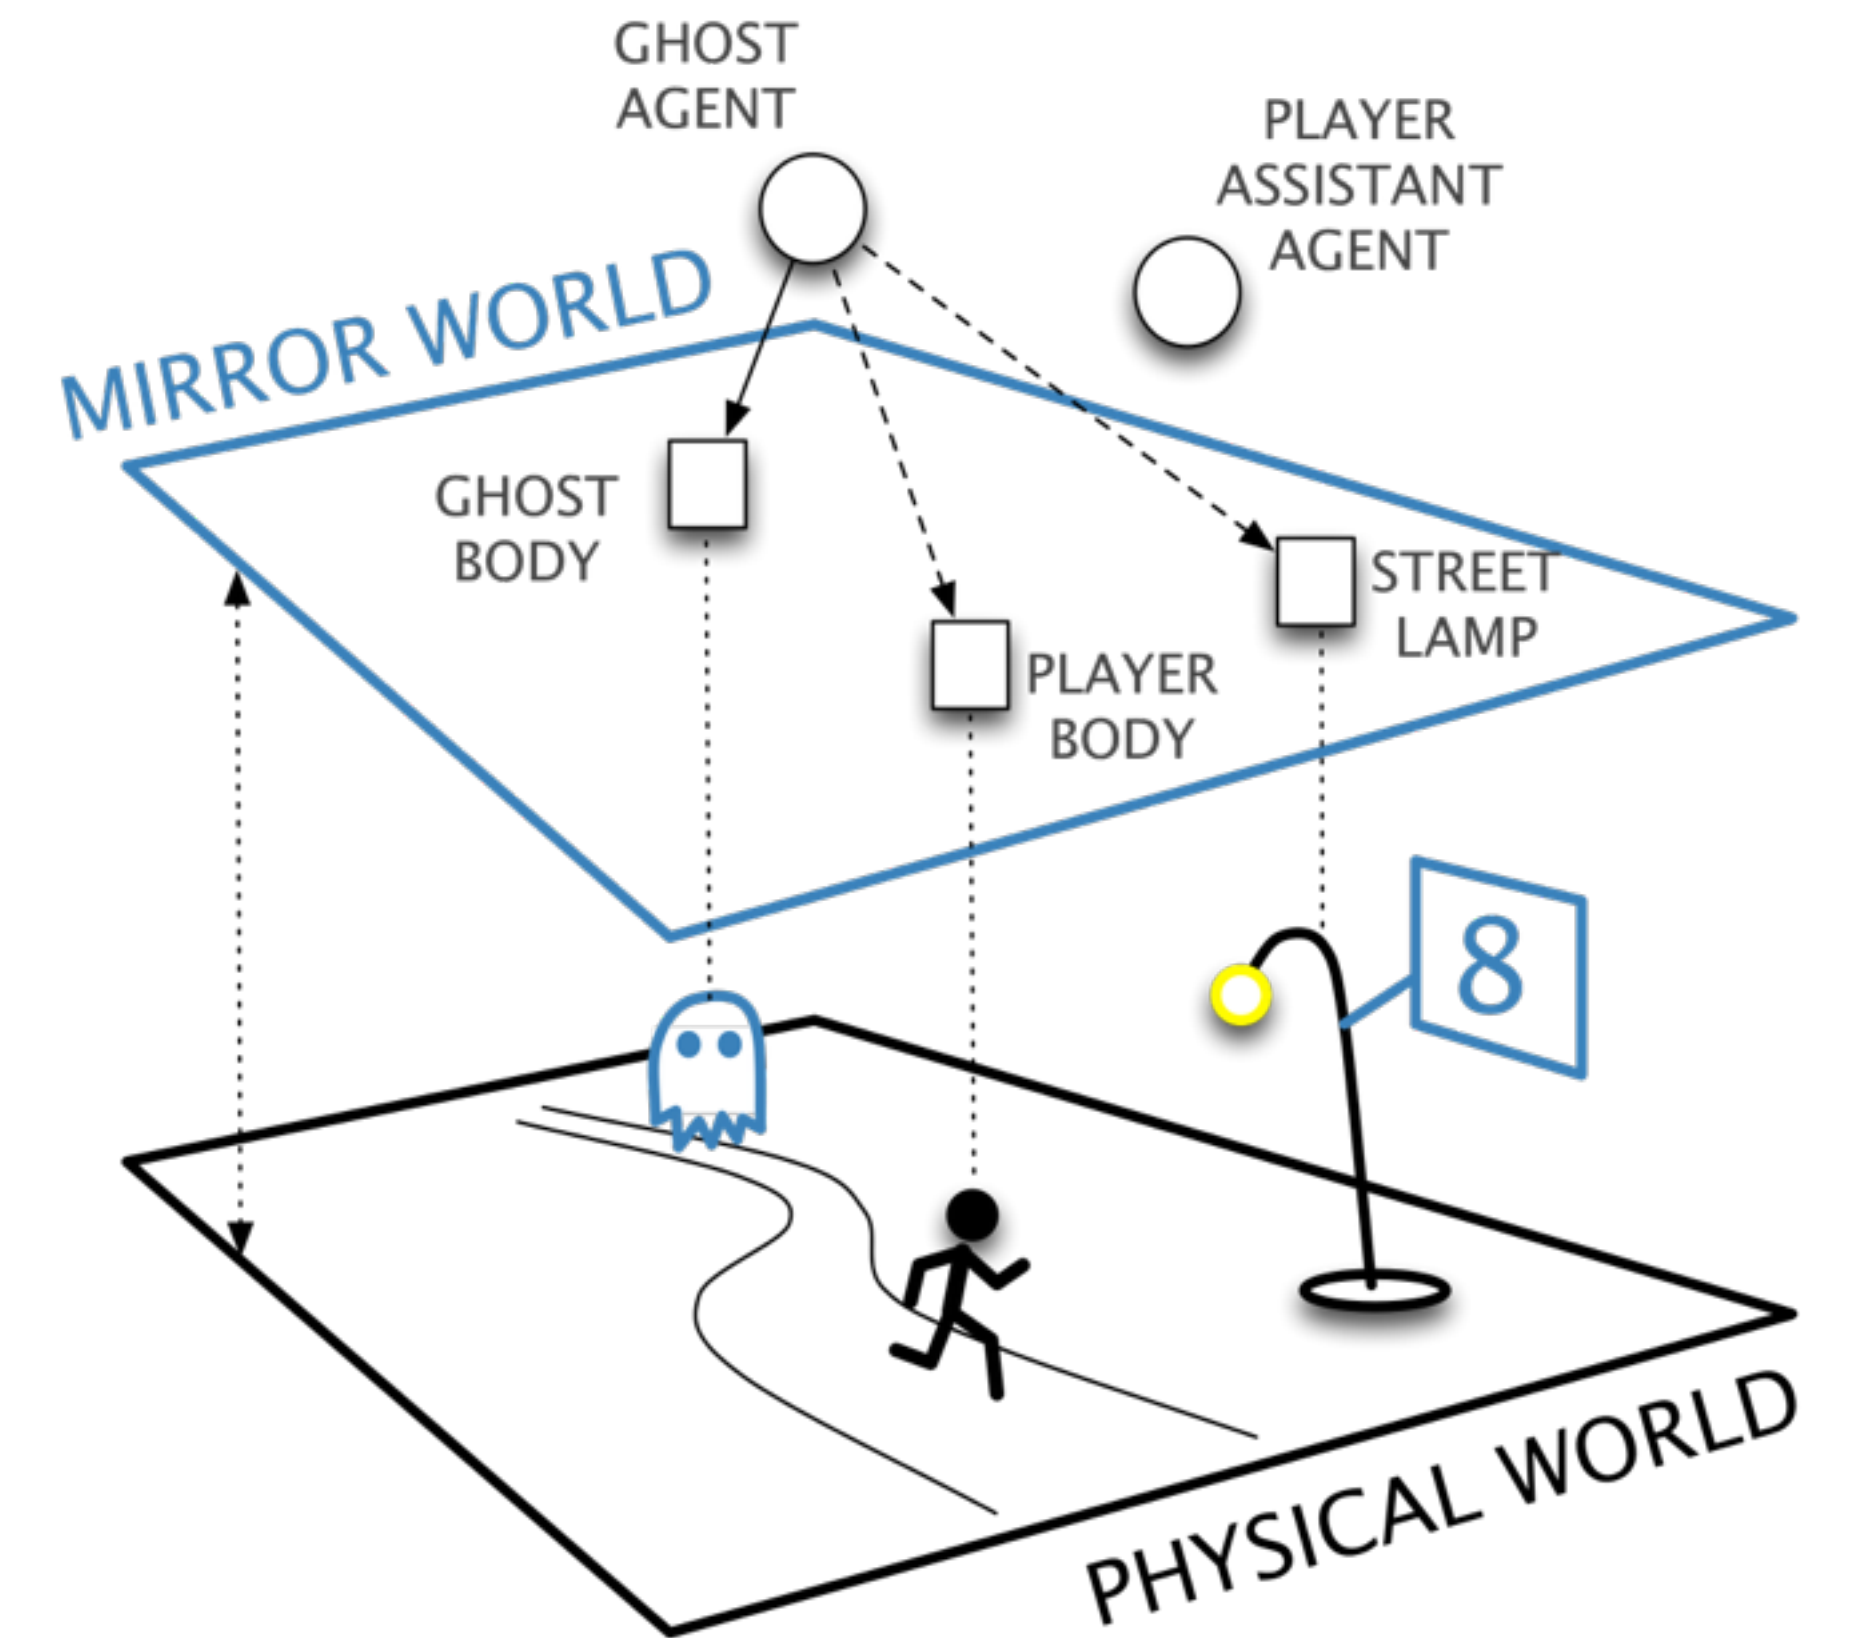 GHOST
AGENT
PLAYER
ASSISTANT
AGENT
MIRROR WORLD
GHOST
BODY
STREET
LAMP
PLAYER
BODY
8
PHYSICAL WORLD